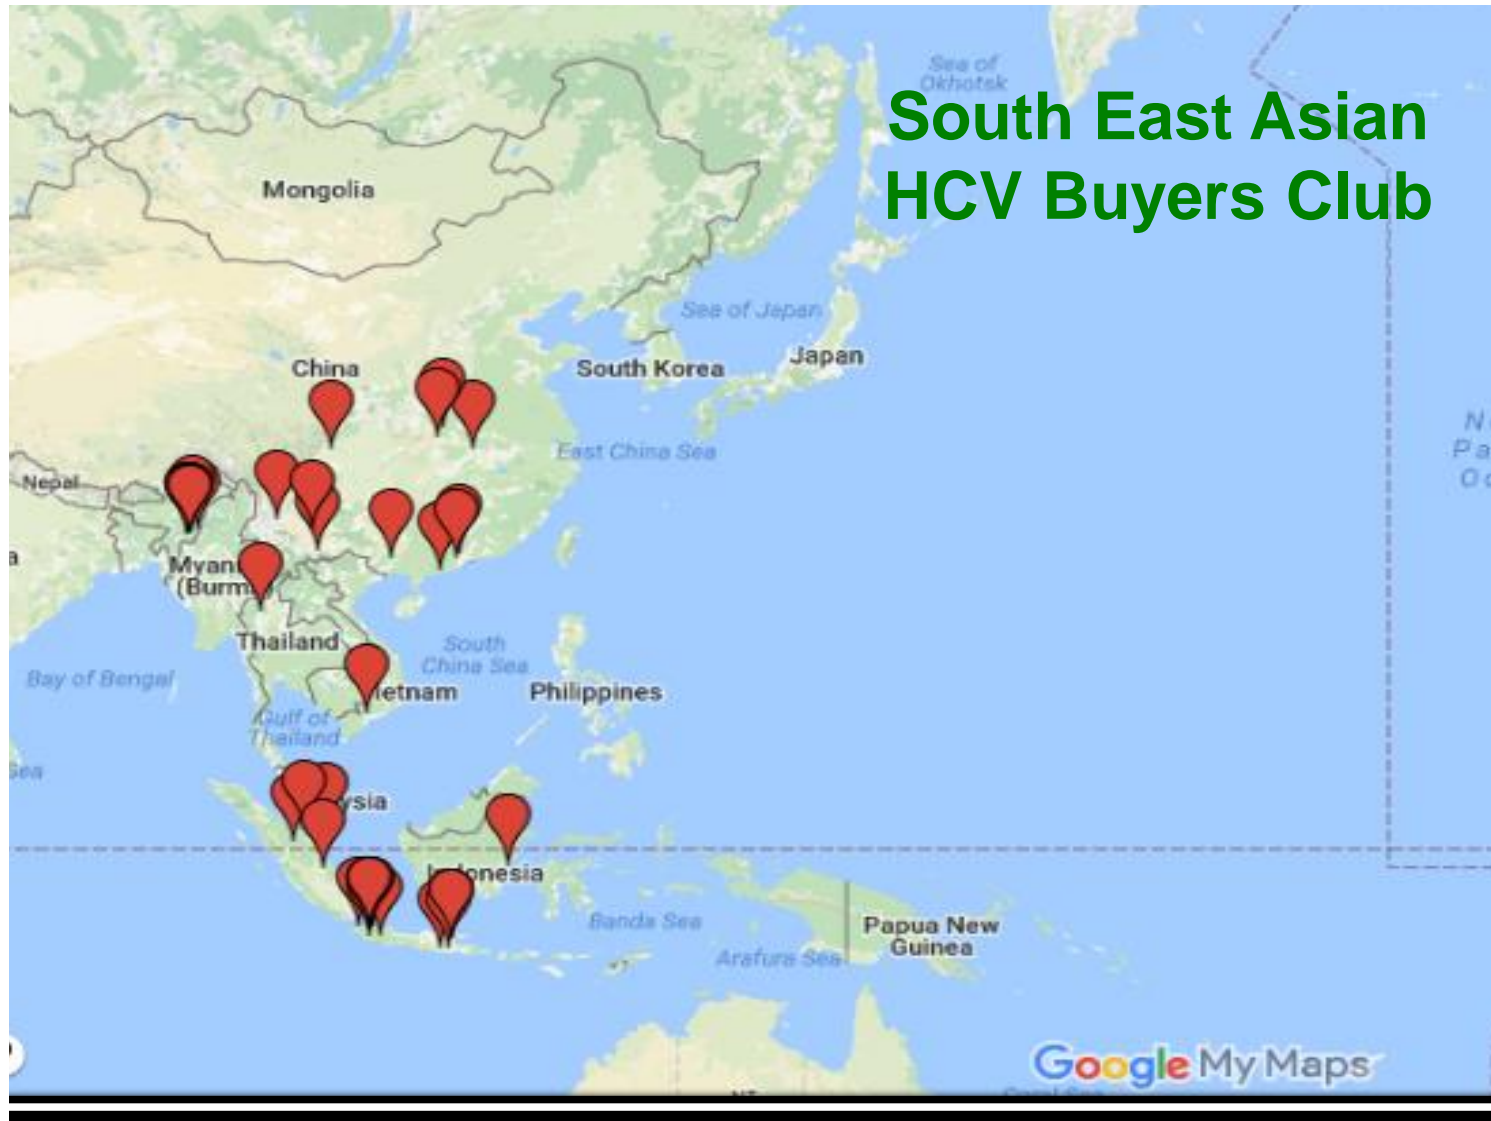 Sea of
Okhotsk
South East Asian
HCV Buyers Club
Mongolia
Sea of Japan
China
South Korea
Japan
East China Sea
Nepal
Thailand
South
China Sea
Bay of Bengal
Philippines
Gulf of
Thailand
Sea
Banda Sea
Papua New
Guinea
Arafura Sea
Google My Maps